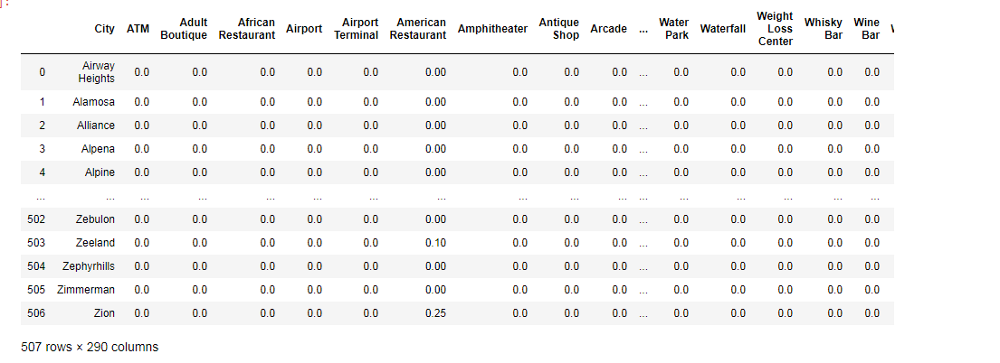 ]:
City ATM Adult Boutique African Restaurant Airport Airport Terminal American Restaurant Amphitheater Antique Shop Arcade ... Water Park Waterfall Weight Loss Center Whisky Bar Wine Bar
0 Airway Heights 0.0 0.0 0.0 0.0 0.0 0.00 0.0 0.0 0.0 ... 0.0 0.0 0.0 0.0 0.0
1 Alamosa 0.0 0.0 0.0 0.0 0.0 0.00 0.0 0.0 0.0 ... 0.0 0.0 0.0 0.0 0.0
2 Alliance 0.0 0.0 0.0 0.0 0.0 0.00 0.0 0.0 0.0 ... 0.0 0.0 0.0 0.0 0.0
3 Alpena 0.0 0.0 0.0 0.0 0.0 0.00 0.0 0.0 0.0 ... 0.0 0.0 0.0 0.0 0.0
4 Alpine 0.0 0.0 0.0 0.0 0.0 0.00 0.0 0.0 0.0 ... 0.0 0.0 0.0 0.0 0.0
... ... ... ... ... ... ... ... ... ... ... ... ... ... ... ... ...
502 Zebulon 0.0 0.0 0.0 0.0 0.0 0.00 0.0 0.0 0.0 ... 0.0 0.0 0.0 0.0 0.0
503 Zeeland 0.0 0.0 0.0 0.0 0.0 0.10 0.0 0.0 0.0 ... 0.0 0.0 0.0 0.0 0.0
504 Zephyrhills 0.0 0.0 0.0 0.0 0.0 0.00 0.0 0.0 0.0 ... 0.0 0.0 0.0 0.0 0.0
505 Zimmerman 0.0 0.0 0.0 0.0 0.0 0.00 0.0 0.0 0.0 ... 0.0 0.0 0.0 0.0 0.0
506 Zion 0.0 0.0 0.0 0.0 0.0 0.25 0.0 0.0 0.0 ... 0.0 0.0 0.0 0.0 0.0
507 rows × 290 columns